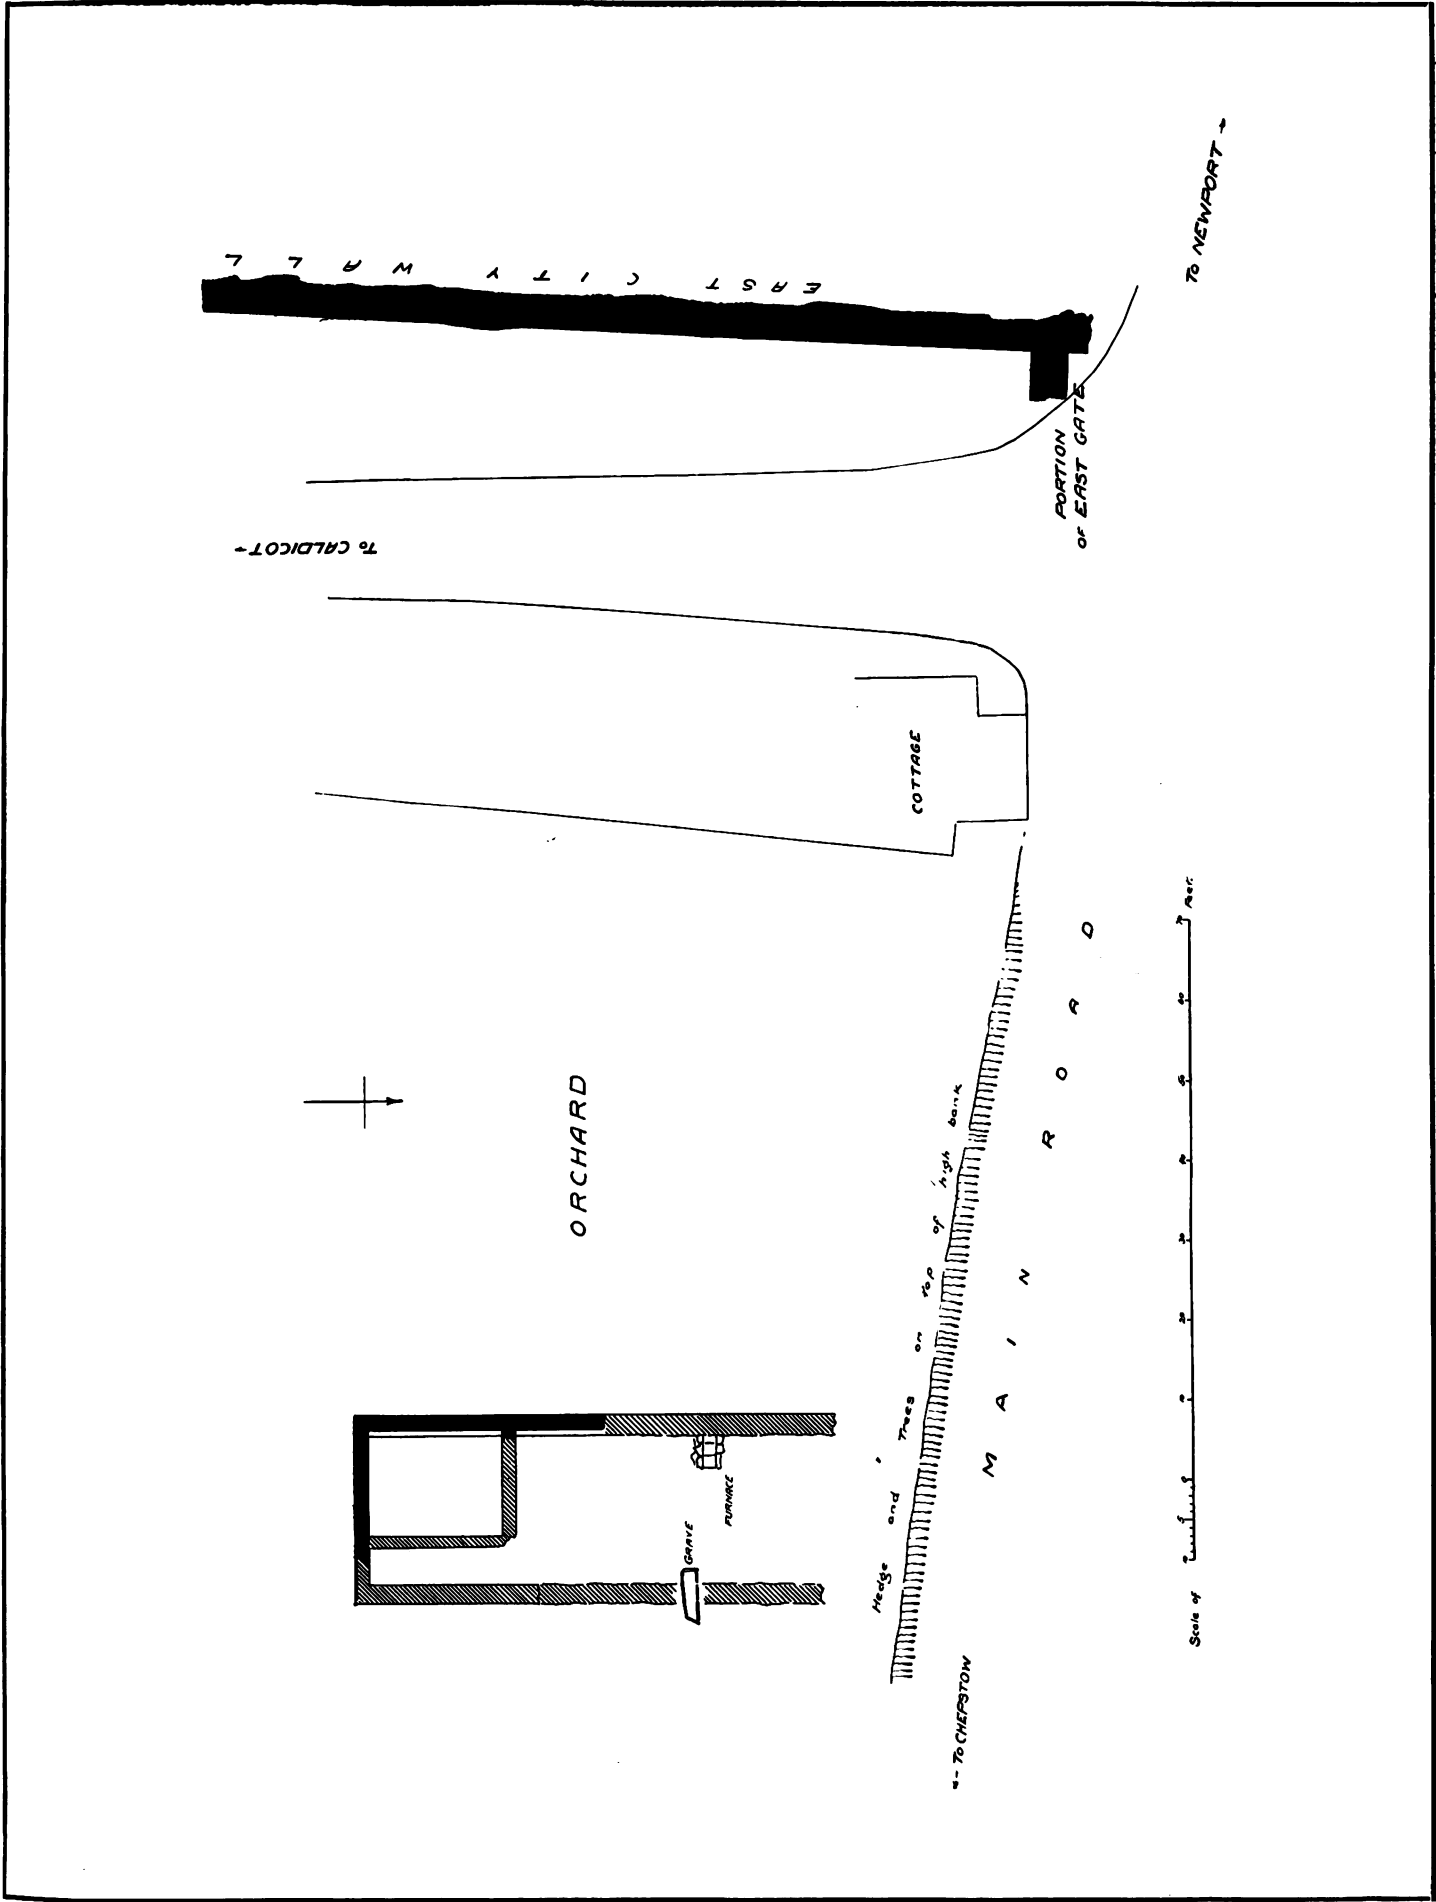 EAST CITY WALL
TO NEWPORT →
PORTION
OF EAST GATE
TO CALDICOT →
COTTAGE
ORCHARD
Hedge and Trees on top of high bank
MAIN ROAD
FURNACE
GRAVE
← TO CHEPSTOW
Scale of
Feet.